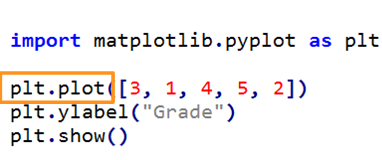 import matplotlib.pyplot as plt
plt.plot([3, 1, 4, 5, 2])
plt.ylabel("Grade")
plt.show()